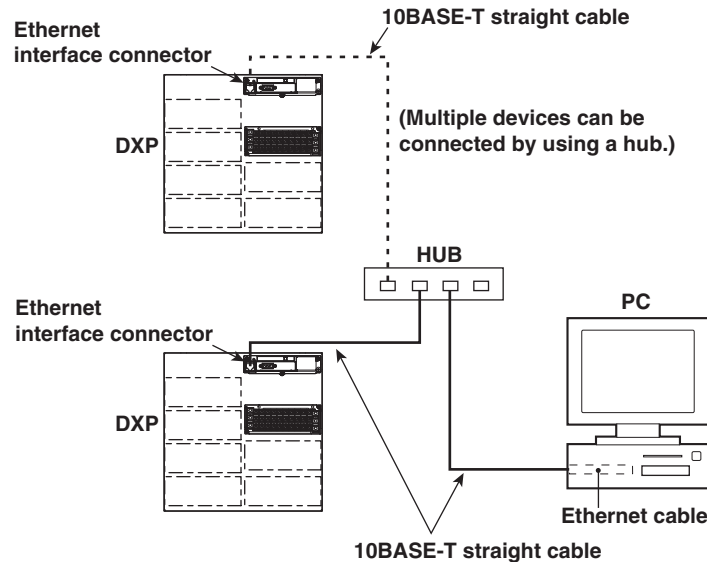 10BASE-T straight cable
Ethernet
interface connector
(Multiple devices can be
connected by using a hub.)
DXP
HUB
PC
Ethernet
interface connector
DXP
Ethernet cable
10BASE-T straight cable